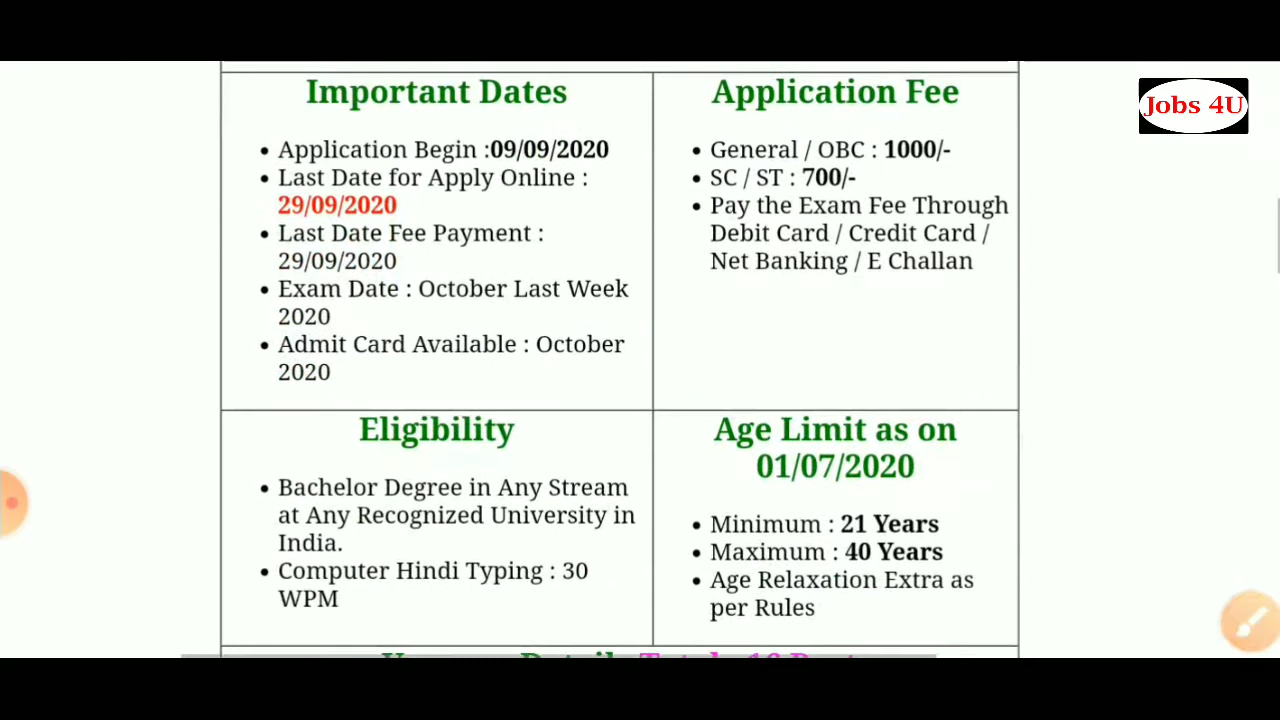 Jobs 4U
Important Dates
Application Begin :09/09/2020
Last Date for Apply Online :
29/09/2020
Last Date Fee Payment :
29/09/2020
Exam Date : October Last Week
2020
Admit Card Available : October
2020
Application Fee
General / OBC : 1000/-
SC / ST : 700/-
Pay the Exam Fee Through
Debit Card / Credit Card /
Net Banking / E Challan
Eligibility
Bachelor Degree in Any Stream
at Any Recognized University in
India.
Computer Hindi Typing : 30
WPM
Age Limit as on
01/07/2020
Minimum : 21 Years
Maximum : 40 Years
Age Relaxation Extra as
per Rules